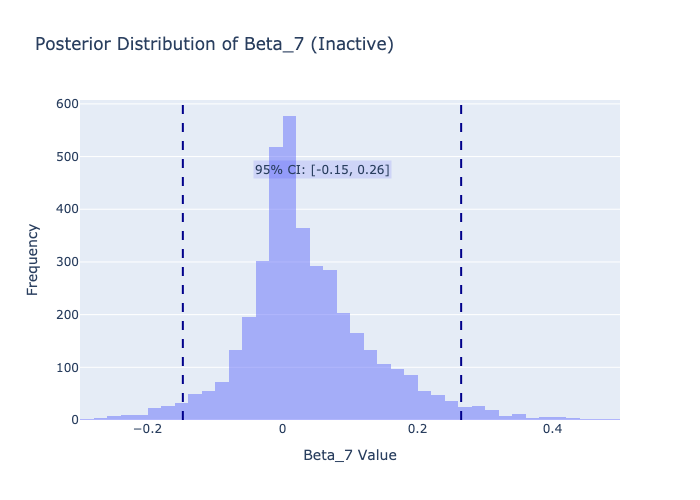 Posterior Distribution of Beta_7 (Inactive)
600
500
400
300
200
100
0
Frequency
95% CI: [-0.15, 0.26]
−0.2
0
0.2
0.4
Beta_7 Value